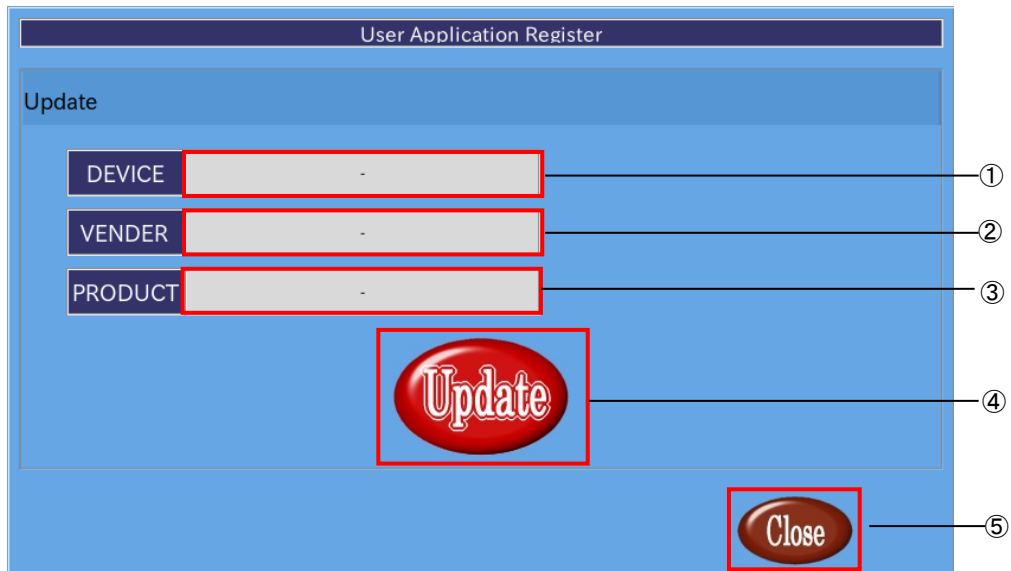 User Application Register
Update
DEVICE - ①
VENDER - ②
PRODUCT - ③
Update ④
Close ⑤